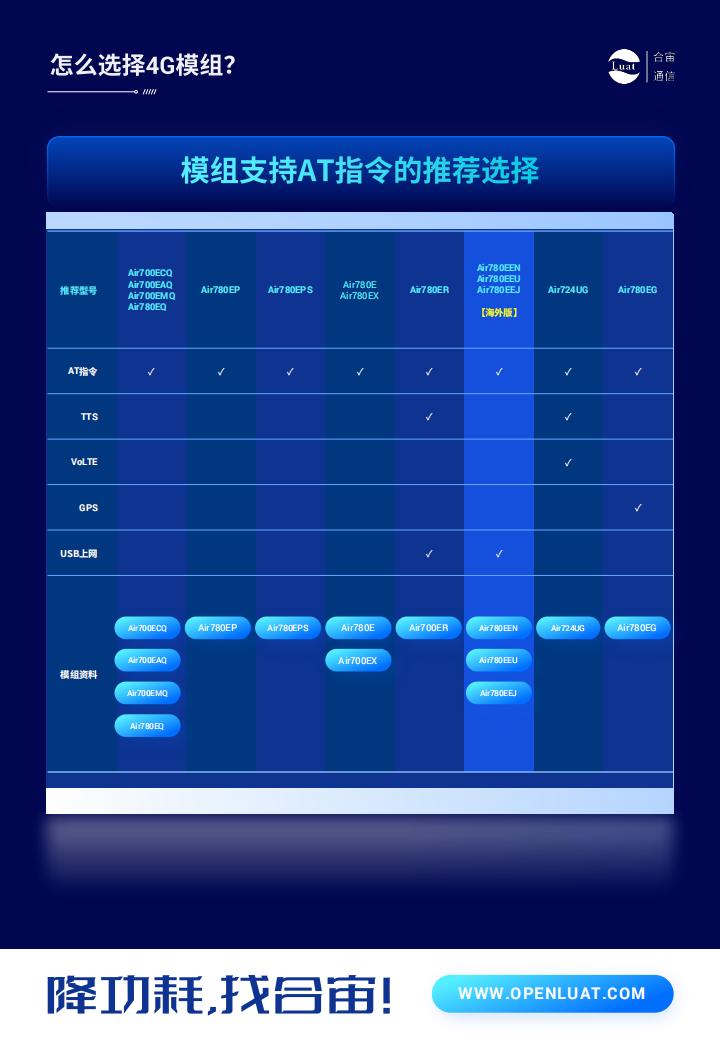 怎么选择4G模组?
Luat
合宙
通信
模组支持AT指令的推荐选择
推荐型号
Air700ECQ
Air700EAQ
Air700EMQ
Air780EQ
Air780EP
Air780EPS
Air780E
Air780EX
Air780ER
Air780EEN
Air780EEU
Air780EEJ
【海外版】
Air724UG
Air780EG
AT指令 ✓ ✓ ✓ ✓ ✓ ✓ ✓ ✓
TTS ✓ ✓
VoLTE ✓
GPS ✓
USB上网 ✓ ✓
模组资料
Air700ECQ Air780EP Air780EPS Air780E Air700ER Air780EEN Air724UG Air780EG
Air700EAQ Air700EX Air780EEU
Air700EMQ Air780EEJ
Air780EQ
降功耗,找合宙!
WWW.OPENLUAT.COM